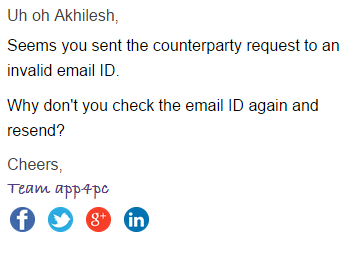 Uh oh Akhilesh,
Seems you sent the counterparty request to an
invalid email ID.
Why don't you check the email ID again and
resend?
Cheers,
Team app4pc
f
g+
in